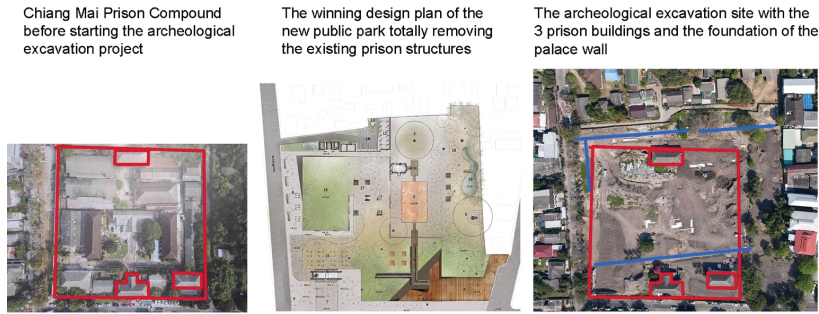 Chiang Mai Prison Compound
before starting the archeological
excavation project
The winning design plan of the
new public park totally removing
the existing prison structures
The archeological excavation site with the
3 prison buildings and the foundation of the
palace wall